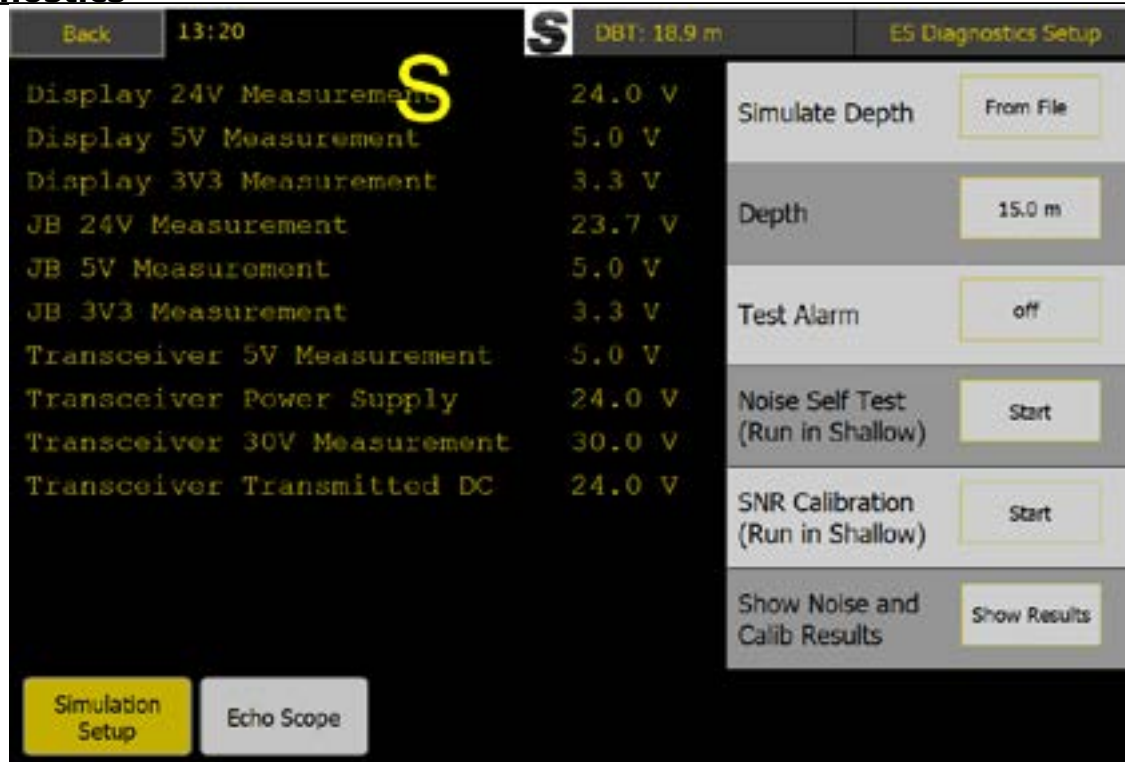 nostics
Back 13:20 S DBT: 18.9 m ES Diagnostics Setup
S
Display 24V Measurement 24.0 V
Display 5V Measurement 5.0 V
Display 3V3 Measurement 3.3 V
JB 24V Measurement 23.7 V
JB 5V Measurement 5.0 V
JB 3V3 Measurement 3.3 V
Transceiver 5V Measurement 5.0 V
Transceiver Power Supply 24.0 V
Transceiver 30V Measurement 30.0 V
Transceiver Transmitted DC 24.0 V
Simulate Depth From File
Depth 15.0 m
Test Alarm off
Noise Self Test
(Run in Shallow)
Start
SNR Calibration
(Run in Shallow)
Start
Show Noise and
Calib Results
Show Results
Simulation
Setup
Echo Scope